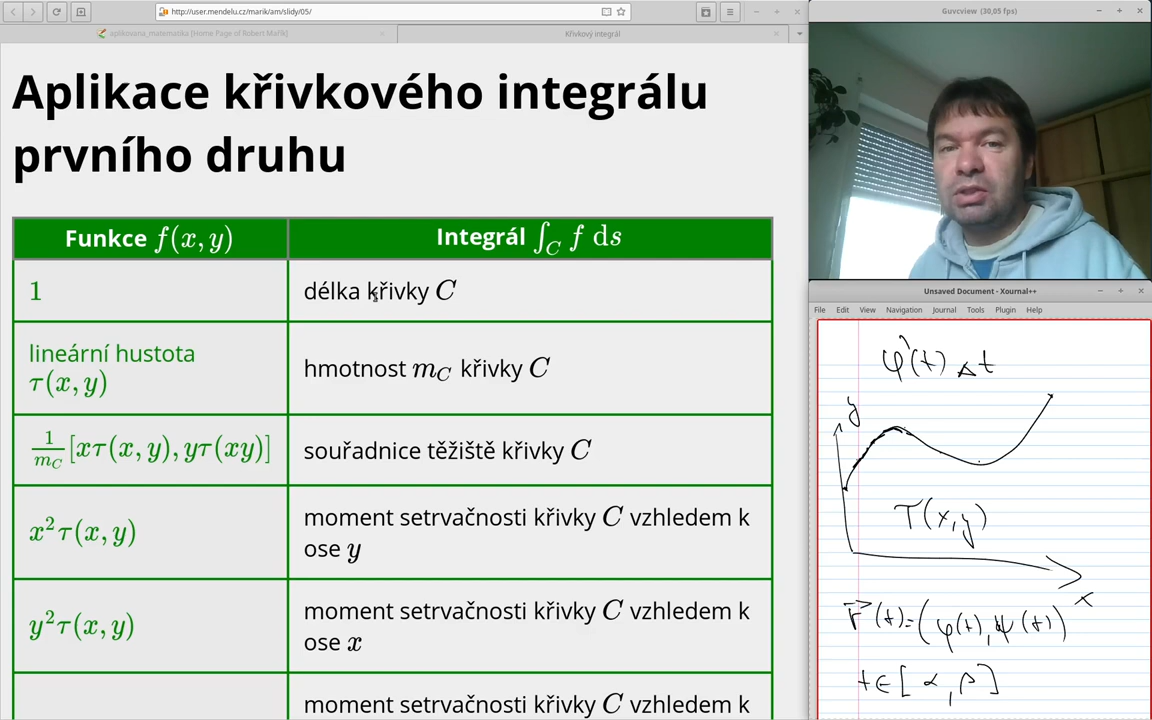 http://user.mendelu.cz/marik/am/slidy/05/
aplikovana_matematika [Home Page of Robert Mařík]
Křivkový integrál
Aplikace křivkového integrálu
prvního druhu
Funkce f(x, y)
Integrál ∫_C f ds
1
délka křivky C
lineární hustota
τ(x, y)
hmotnost m_C křivky C
1/m_C [xτ(x, y), yτ(xy)]
souřadnice těžiště křivky C
x²τ(x, y)
moment setrvačnosti křivky C vzhledem k
ose y
y²τ(x, y)
moment setrvačnosti křivky C vzhledem k
ose x
moment setrvačnosti křivky C vzhledem k
Guvcview (30,05 fps)
Unsaved Document - Xournal++
File Edit View Navigation Journal Tools Plugin Help
φ'(t) Δt
y
τ(x,y)
x
r⃗(t)=(φ(t), ψ(t))
t∈[α,β]